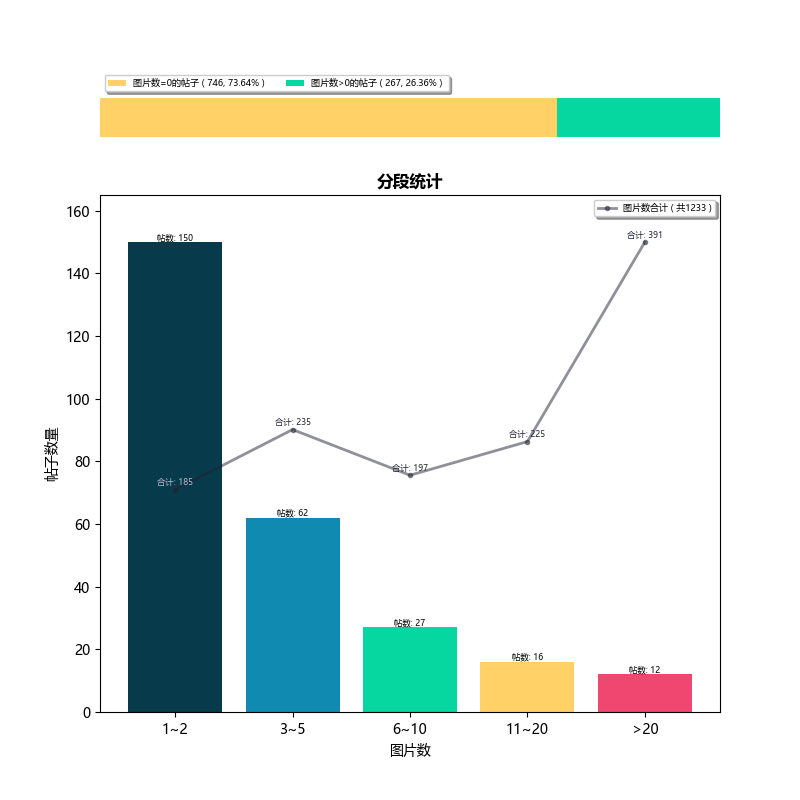 图片数=0的帖子 ( 746, 73.64% )
图片数>0的帖子 ( 267, 26.36% )
分段统计
图片数合计 ( 共1233 )
160
140
120
100
80
60
40
20
0
帖子数量
帖数: 150
帖数: 62
帖数: 27
帖数: 16
帖数: 12
合计: 185
合计: 235
合计: 197
合计: 225
合计: 391
1~2
3~5
6~10
11~20
>20
图片数